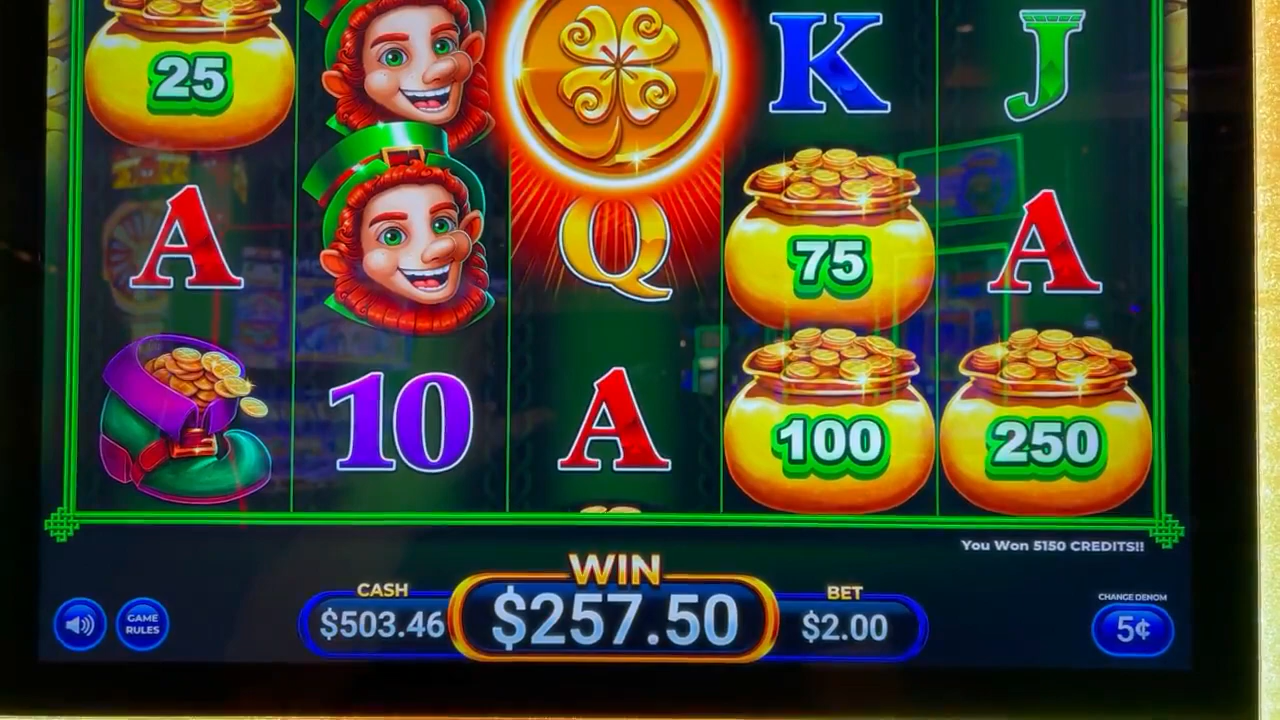 25
K
J
A
Q
75
A
10
A
100
250
You Won 5150 CREDITS!!
WIN
CASH
BET
CHANGE DENOM
GAME
RULES
$503.46
$257.50
$2.00
5¢